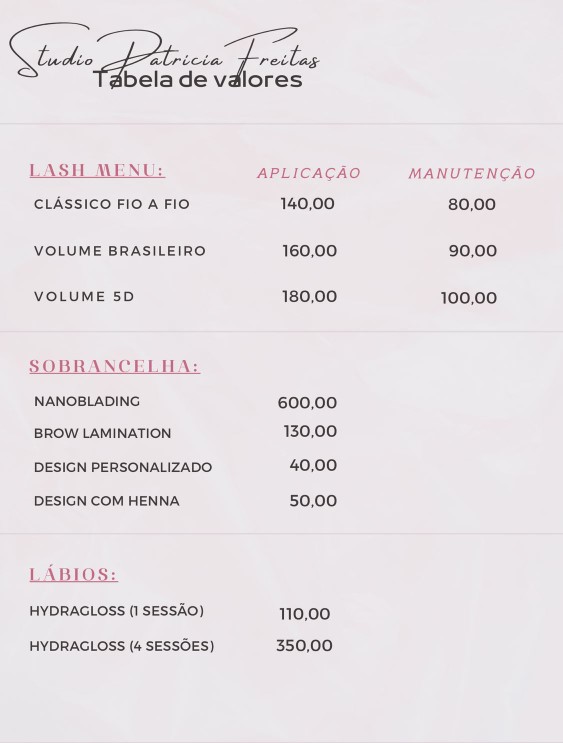 Studio Patricia Freitas
Tabela de valores
LASH MENU: APLICAÇÃO MANUTENÇÃO
CLÁSSICO FIO A FIO 140,00 80,00
VOLUME BRASILEIRO 160,00 90,00
VOLUME 5D 180,00 100,00
SOBRANCELHA:
NANOBLADING 600,00
BROW LAMINATION 130,00
DESIGN PERSONALIZADO 40,00
DESIGN COM HENNA 50,00
LÁBIOS:
HYDRAGLOSS (1 SESSÃO) 110,00
HYDRAGLOSS (4 SESSÕES) 350,00